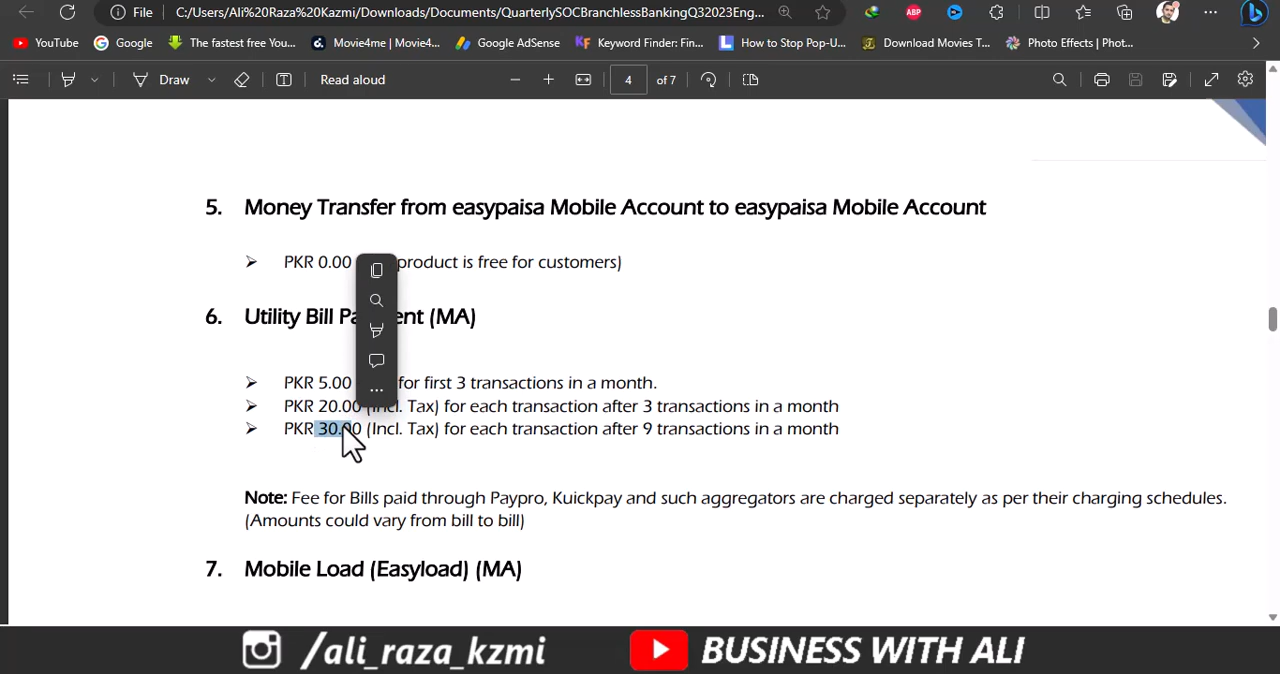 File C:/Users/Ali%20Raza%20Kazmi/Downloads/Documents/QuarterlySOCBranchlessBankingQ32023Eng...
ABP
YouTube Google The fastest free You... Movie4me | Movie4... Google AdSense Keyword Finder: Fin... How to Stop Pop-U... Download Movies T... Photo Effects | Phot...
Draw Read aloud 4 of 7
5. Money Transfer from easypaisa Mobile Account to easypaisa Mobile Account
PKR 0.00 product is free for customers)
6. Utility Bill Pa ent (MA)
PKR 5.00 for first 3 transactions in a month.
PKR 20.00 (Incl. Tax) for each transaction after 3 transactions in a month
PKR 30.00 (Incl. Tax) for each transaction after 9 transactions in a month
Note: Fee for Bills paid through Paypro, Kuickpay and such aggregators are charged separately as per their charging schedules.
(Amounts could vary from bill to bill)
7. Mobile Load (Easyload) (MA)
/ali_raza_kzmi BUSINESS WITH ALI